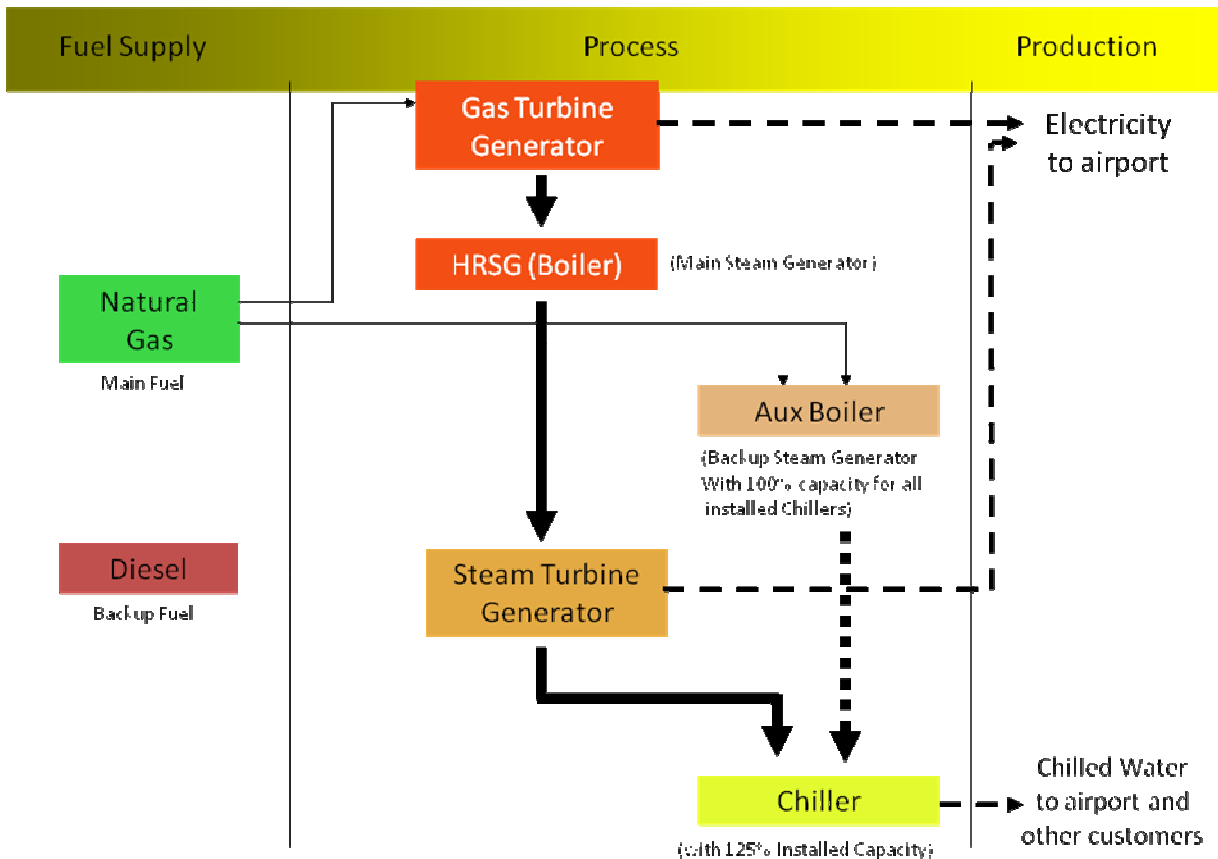 Fuel Supply
Process
Production
Gas Turbine
Generator
Electricity
to airport
HRSG (Boiler)
(Main Steam Generator)
Natural
Gas
Main Fuel
Aux Boiler
(Backup Steam Generator
With 100% capacity for all
installed Chillers)
Diesel
Backup Fuel
Steam Turbine
Generator
Chiller
(with 125% Installed Capacity)
Chilled Water
to airport and
other customers